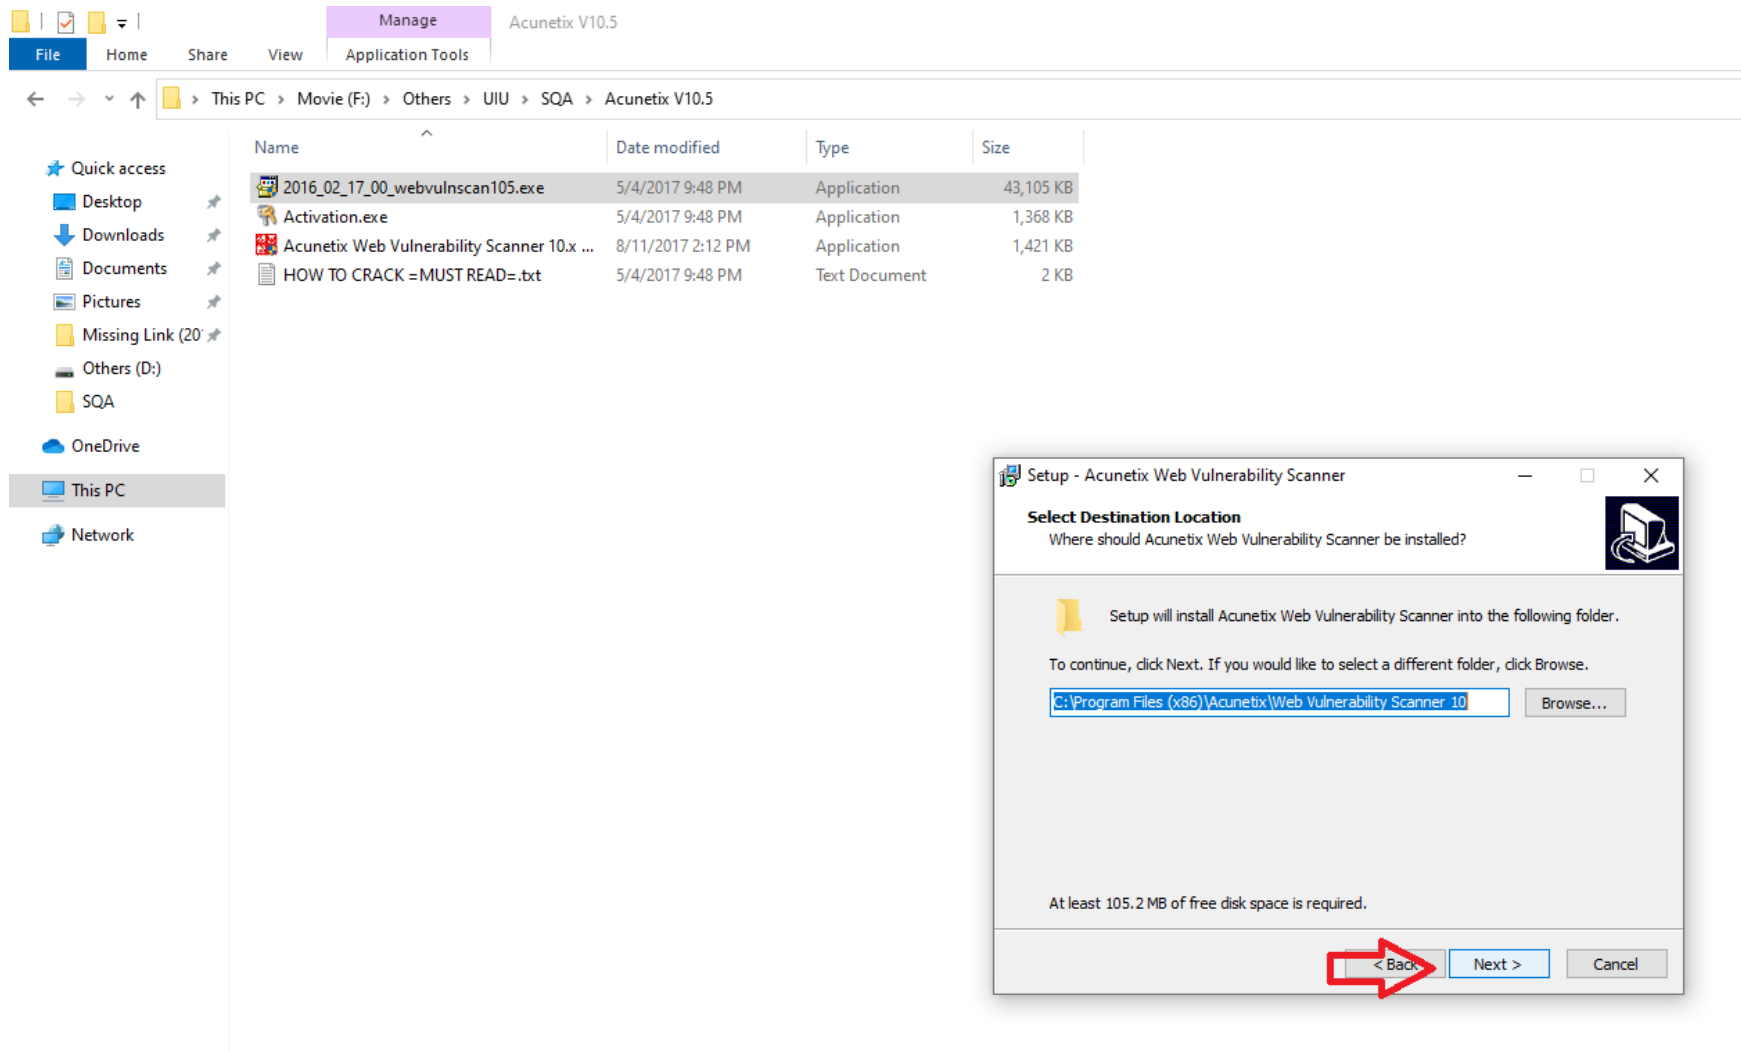 Manage
Acunetix V10.5
File Home Share View Application Tools
This PC > Movie (F:) > Others > UIU > SQA > Acunetix V10.5
Name Date modified Type Size
Quick access
Desktop
Downloads
Documents
Pictures
Missing Link (20
Others (D:)
SQA
OneDrive
This PC
Network
2016_02_17_00_webvulnscan105.exe 5/4/2017 9:48 PM Application 43,105 KB
Activation.exe 5/4/2017 9:48 PM Application 1,368 KB
Acunetix Web Vulnerability Scanner 10.x ... 8/11/2017 2:12 PM Application 1,421 KB
HOW TO CRACK =MUST READ=.txt 5/4/2017 9:48 PM Text Document 2 KB
Setup - Acunetix Web Vulnerability Scanner
Select Destination Location
Where should Acunetix Web Vulnerability Scanner be installed?
Setup will install Acunetix Web Vulnerability Scanner into the following folder.
To continue, click Next. If you would like to select a different folder, click Browse.
C:\Program Files (x86)\Acunetix\Web Vulnerability Scanner 10
Browse...
At least 105.2 MB of free disk space is required.
< Back Next > Cancel